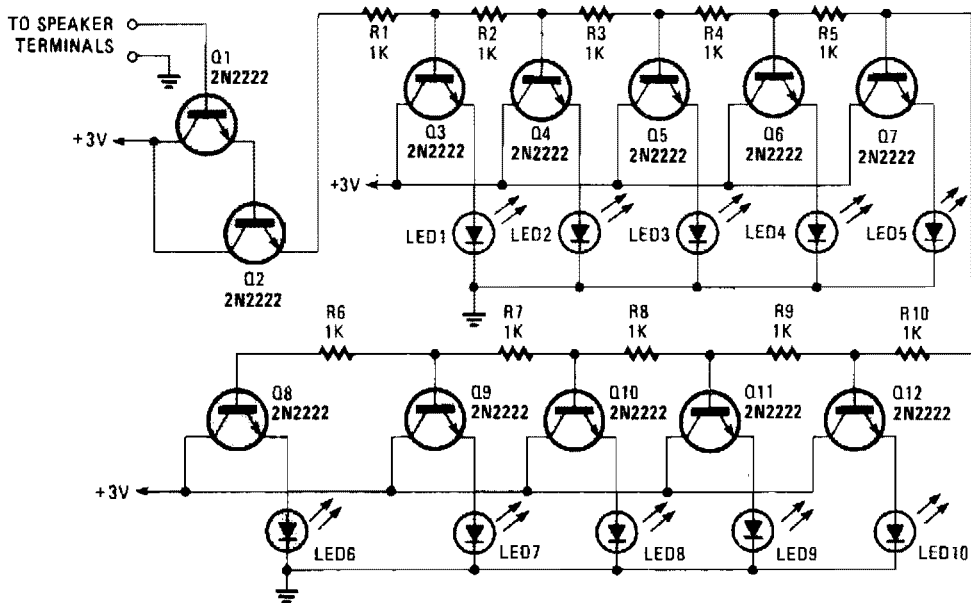 TO SPEAKER
TERMINALS
Q1
2N2222
+3V
Q2
2N2222
R1
1K
R2
1K
R3
1K
R4
1K
R5
1K
Q3
2N2222
Q4
2N2222
Q5
2N2222
Q6
2N2222
Q7
2N2222
+3V
LED1
LED2
LED3
LED4
LED5
R6
1K
R7
1K
R8
1K
R9
1K
R10
1K
Q8
2N2222
Q9
2N2222
Q10
2N2222
Q11
2N2222
Q12
2N2222
+3V
LED6
LED7
LED8
LED9
LED10